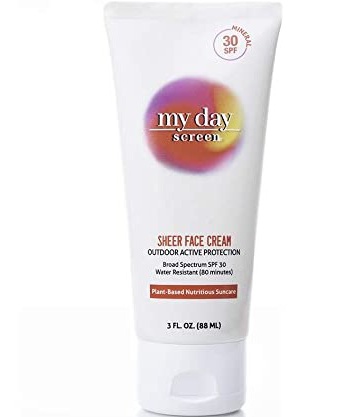 MINERAL
30
SPF
my day
screen
SHEER FACE CREAM
OUTDOOR ACTIVE PROTECTION
Broad Spectrum SPF 30
Water Resistant (80 minutes)
Plant-Based Nutritious Suncare
3 FL. OZ. (88 ML)